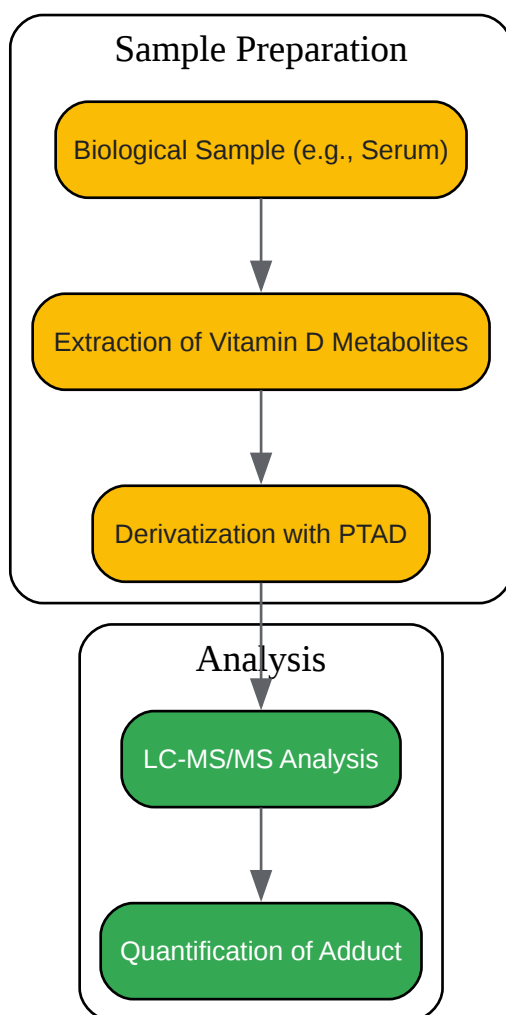 Sample Preparation
Biological Sample (e.g., Serum)
Extraction of Vitamin D Metabolites
Derivatization with PTAD
Analysis
LC-MS/MS Analysis
Quantification of Adduct